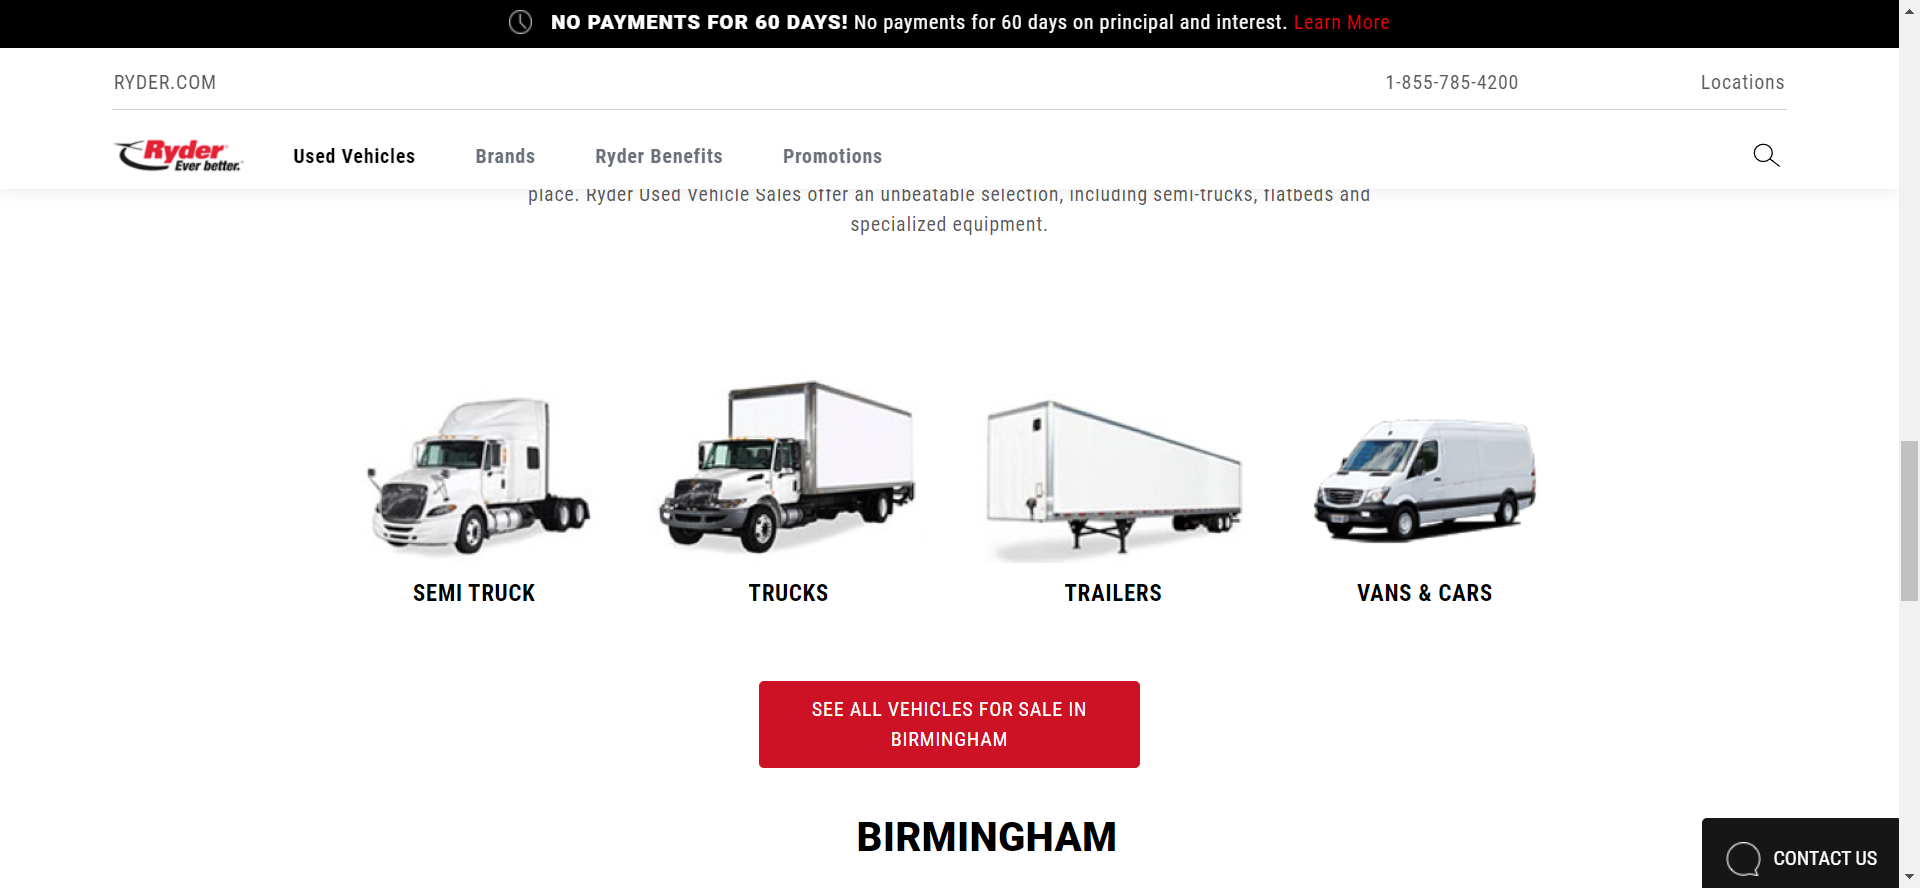 NO PAYMENTS FOR 60 DAYS! No payments for 60 days on principal and interest. Learn More
RYDER.COM
1-855-785-4200
Locations
Ryder
Ever better.
Used Vehicles
Brands
Ryder Benefits
Promotions
place. Ryder Used Vehicle Sales offer an unbeatable selection, including semi-trucks, flatbeds and
specialized equipment.
SEMI TRUCK
TRUCKS
TRAILERS
VANS & CARS
SEE ALL VEHICLES FOR SALE IN
BIRMINGHAM
BIRMINGHAM
CONTACT US